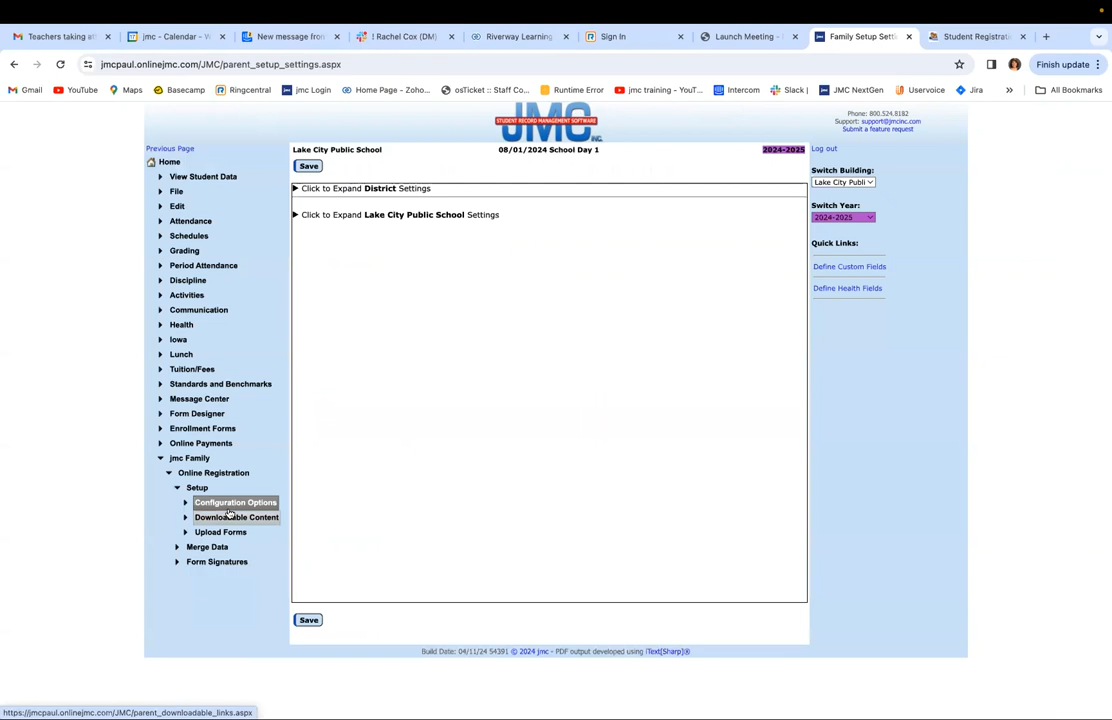 Teachers taking at
jmc - Calendar - W
New message from
! Rachel Cox (DM)
Riverway Learning
Sign In
Launch Meeting -
Family Setup Setti
Student Registrati
jmcpaul.onlinejmc.com/JMC/parent_setup_settings.aspx
Finish update
Gmail
YouTube
Maps
Basecamp
Ringcentral
jmc Login
Home Page - Zoho...
osTicket :: Staff Co...
Runtime Error
jmc training - YouT...
Intercom
Slack |
JMC NextGen
Uservoice
Jira
»
All Bookmarks
JMC INC.
STUDENT RECORD MANAGEMENT SOFTWARE
Phone: 800.524.8182
Support: support@jmcinc.com
Submit a feature request
Previous Page
Home
View Student Data
File
Edit
Attendance
Schedules
Grading
Period Attendance
Discipline
Activities
Communication
Health
Iowa
Lunch
Tuition/Fees
Standards and Benchmarks
Message Center
Form Designer
Enrollment Forms
Online Payments
jmc Family
Online Registration
Setup
Configuration Options
Downloadable Content
Upload Forms
Merge Data
Form Signatures
Lake City Public School
08/01/2024 School Day 1
2024-2025
Save
Click to Expand District Settings
Click to Expand Lake City Public School Settings
Save
Log out
Switch Building:
Lake City Publi
Switch Year:
2024-2025
Quick Links:
Define Custom Fields
Define Health Fields
Build Date: 04/11/24 54391 © 2024 jmc - PDF output developed using iText[Sharp]®
https://jmcpaul.onlinejmc.com/JMC/parent_downloadable_links.aspx